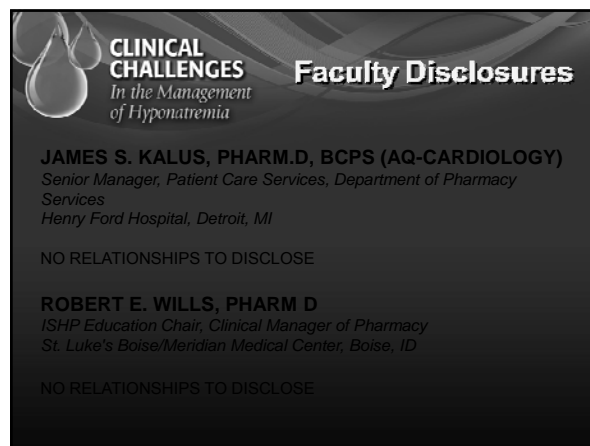 CLINICAL
CHALLENGES
In the Management
of Hyponatremia
Faculty Disclosures
JAMES S. KALUS, PHARM.D, BCPS (AQ-CARDIOLOGY)
Senior Manager, Patient Care Services, Department of Pharmacy
Services
Henry Ford Hospital, Detroit, MI
NO RELATIONSHIPS TO DISCLOSE
ROBERT E. WILLS, PHARM D
ISHP Education Chair, Clinical Manager of Pharmacy
St. Luke's Boise/Meridian Medical Center, Boise, ID
NO RELATIONSHIPS TO DISCLOSE